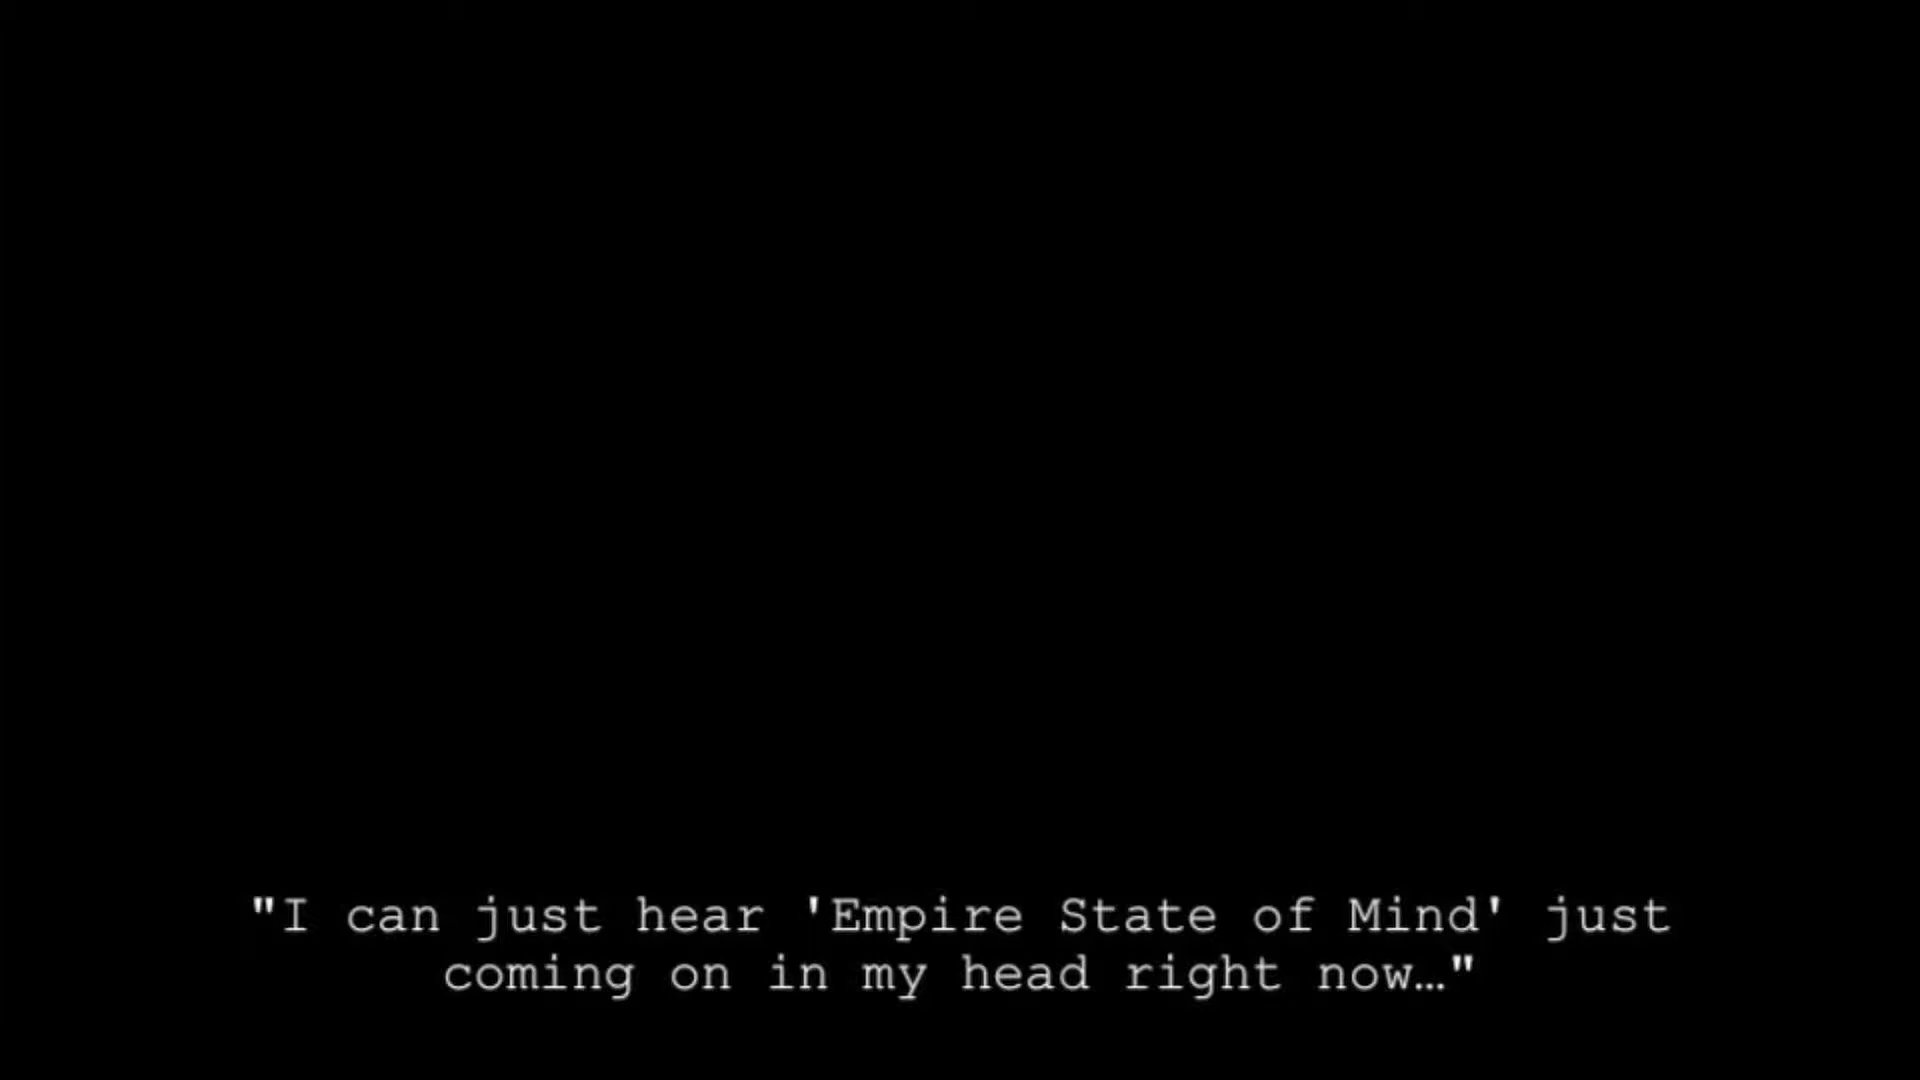 "I can just hear 'Empire State of Mind' just
coming on in my head right now…"